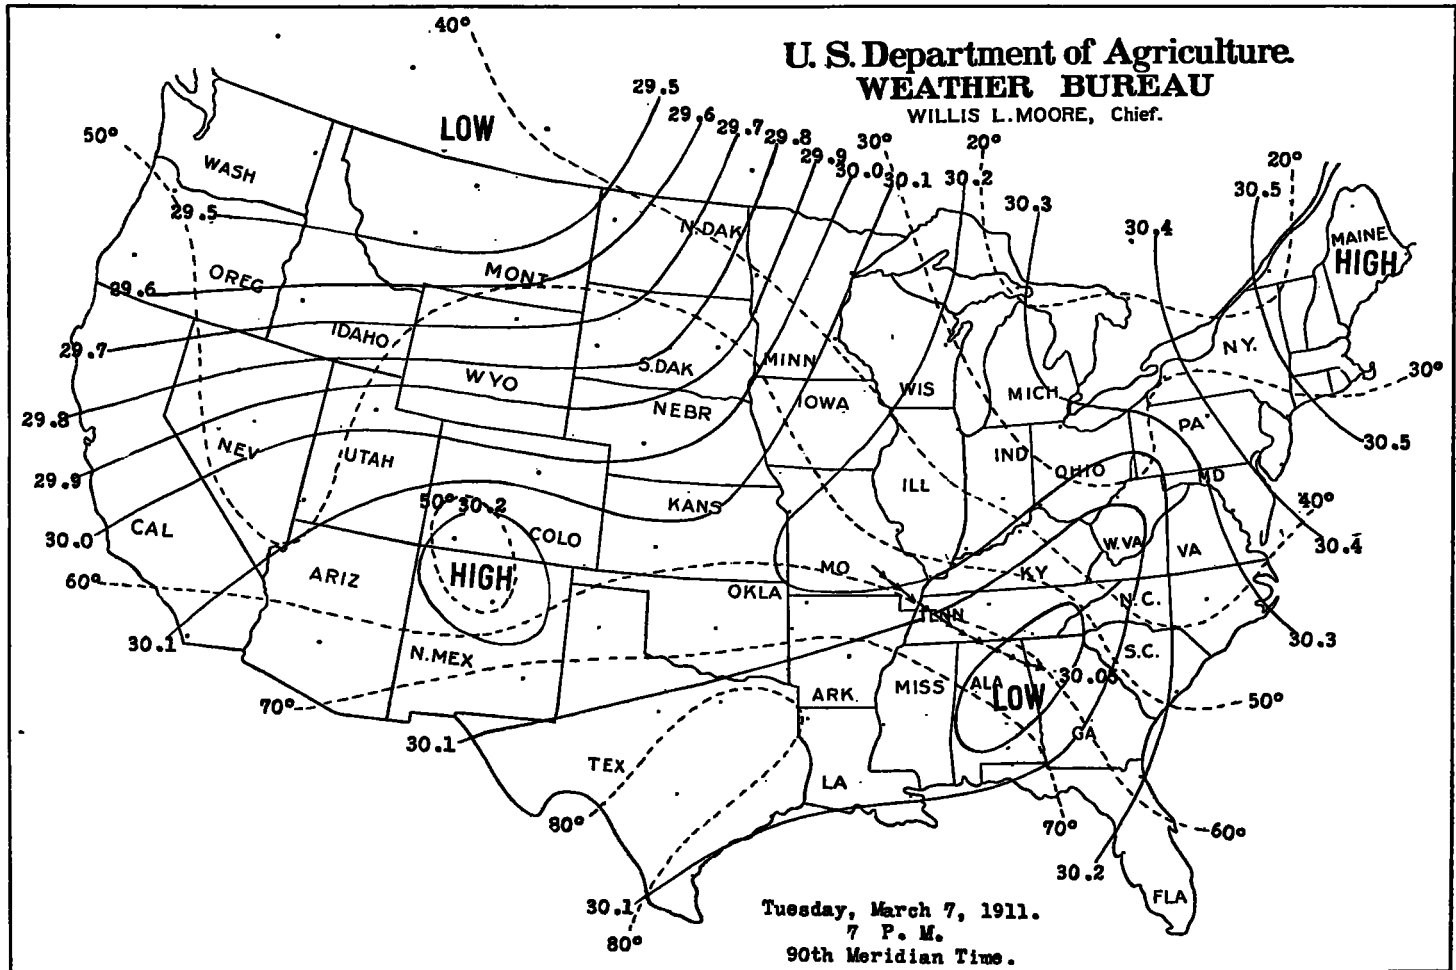 40°
U. S. Department of Agriculture.
WEATHER BUREAU
WILLIS L. MOORE, Chief.
29.5
29.6
29.7
29.8
29.9
30.0
30.1
30.2
30.3
30.4
30.5
30°
20°
20°
50°
LOW
WASH
29.5
N. DAK
MAINE
HIGH
OREG
MONT
29.6
IDAHO
29.7
WYO
S. DAK
MINN
WIS
MICH
N.Y.
30°
29.8
NEBR
IOWA
PA
30.5
NEV
UTAH
IND
OHIO
MD
29.9
ILL
50° 30.2
KANS
40°
CAL
COLO
W. VA
VA
30.4
30.0
60°
ARIZ
HIGH
MO
KY
OKLA
N.C.
TENN
30.3
30.1
N. MEX
S.C.
30.05
70°
ARK.
MISS
ALA
LOW
50°
30.1
GA
TEX
LA
80°
70°
60°
30.2
FLA
30.1
80°
Tuesday, March 7, 1911.
7 P. M.
90th Meridian Time.